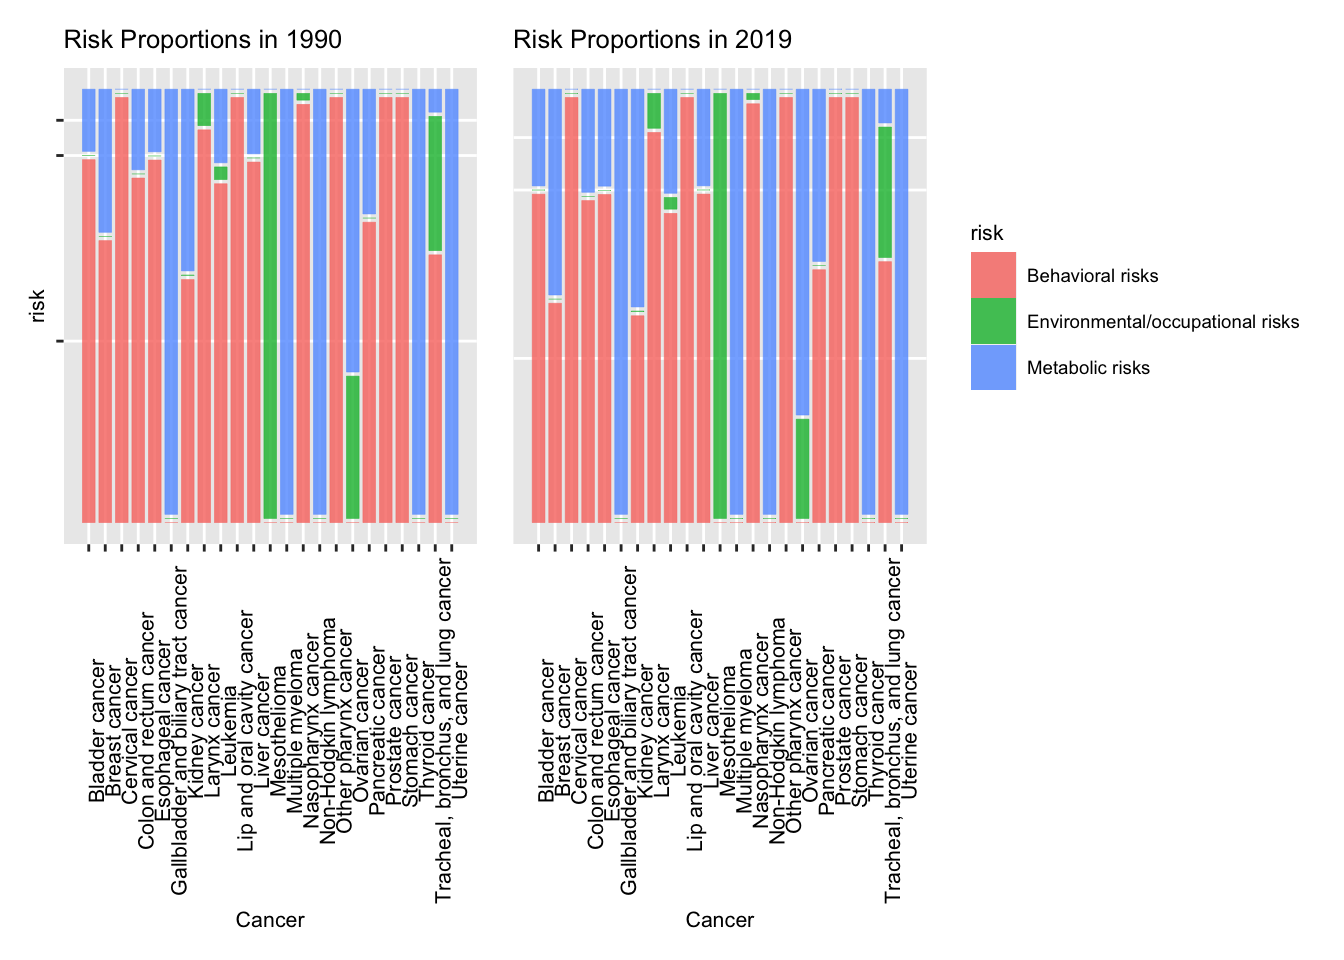 Risk Proportions in 1990
Risk Proportions in 2019
risk
Bladder cancer
Breast cancer
Cervical cancer
Colon and rectum cancer
Esophageal cancer
Gallbladder and biliary tract cancer
Kidney cancer
Larynx cancer
Leukemia
Lip and oral cavity cancer
Liver cancer
Mesothelioma
Multiple myeloma
Nasopharynx cancer
Non-Hodgkin lymphoma
Other pharynx cancer
Ovarian cancer
Pancreatic cancer
Prostate cancer
Stomach cancer
Thyroid cancer
Tracheal, bronchus, and lung cancer
Uterine cancer
Cancer
Bladder cancer
Breast cancer
Cervical cancer
Colon and rectum cancer
Esophageal cancer
Gallbladder and biliary tract cancer
Kidney cancer
Larynx cancer
Leukemia
Lip and oral cavity cancer
Liver cancer
Mesothelioma
Multiple myeloma
Nasopharynx cancer
Non-Hodgkin lymphoma
Other pharynx cancer
Ovarian cancer
Pancreatic cancer
Prostate cancer
Stomach cancer
Thyroid cancer
Tracheal, bronchus, and lung cancer
Uterine cancer
Cancer
risk
Behavioral risks
Environmental/occupational risks
Metabolic risks